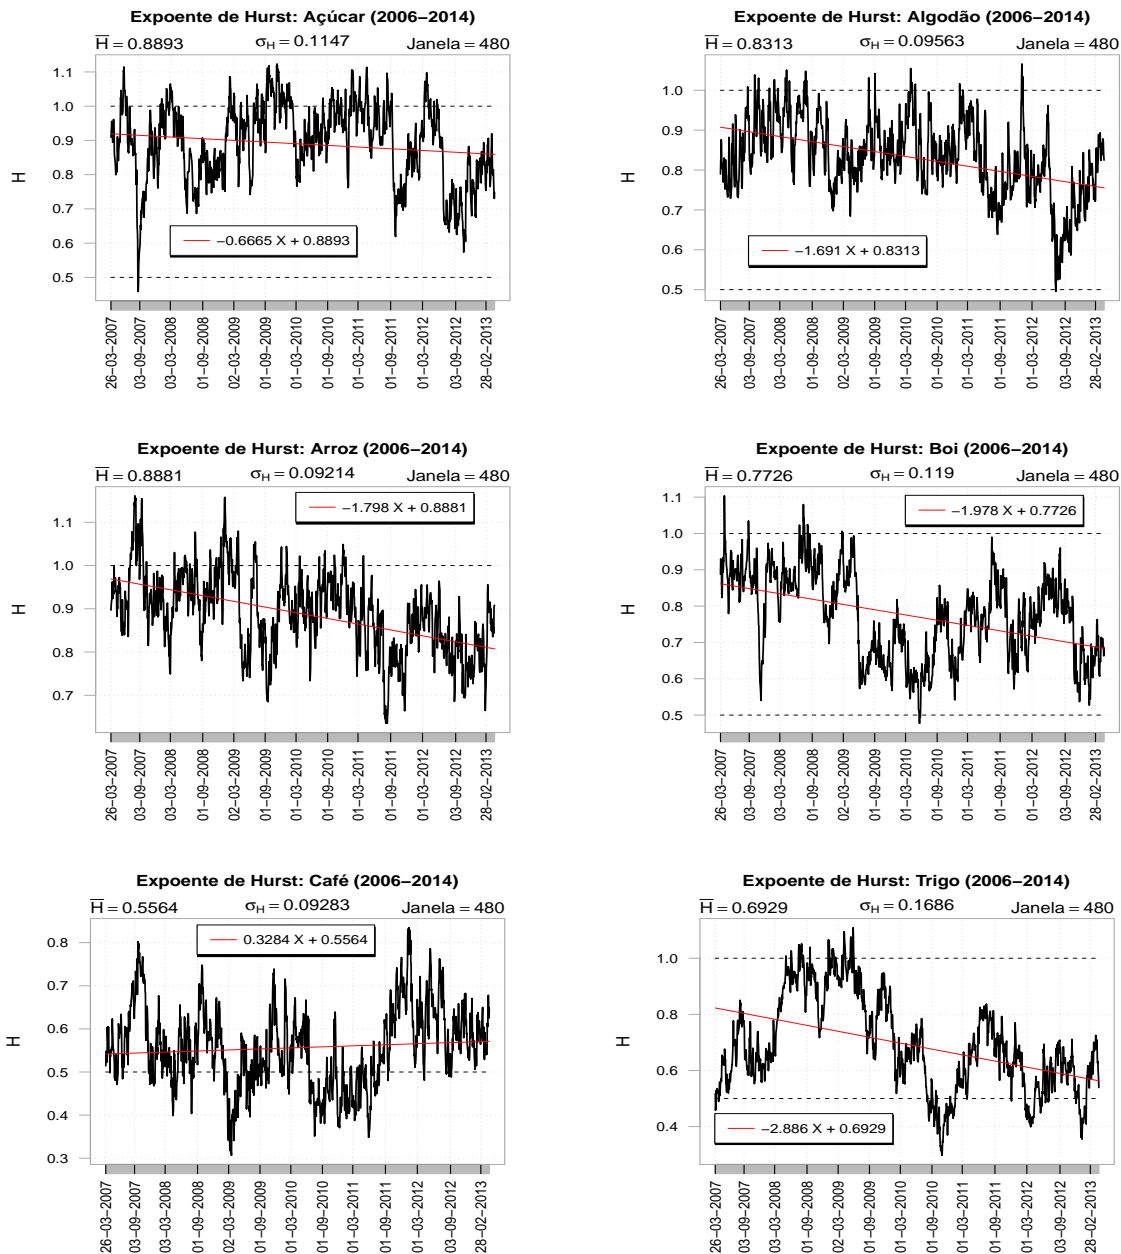 Expoente de Hurst: Açúcar (2006−2014)
H = 0.8893 σH = 0.1147 Janela = 480
1.1
1.0
0.9
0.8
0.7
0.6
0.5
H
−0.6665 X + 0.8893
26−03−2007 03−09−2007 03−03−2008 01−09−2008 02−03−2009 01−09−2009 01−03−2010 01−09−2010 01−03−2011 01−09−2011 01−03−2012 03−09−2012 28−02−2013
Expoente de Hurst: Algodão (2006−2014)
H = 0.8313 σH = 0.09563 Janela = 480
1.0
0.9
0.8
0.7
0.6
0.5
H
−1.691 X + 0.8313
26−03−2007 03−09−2007 03−03−2008 01−09−2008 02−03−2009 01−09−2009 01−03−2010 01−09−2010 01−03−2011 01−09−2011 01−03−2012 03−09−2012 28−02−2013
Expoente de Hurst: Arroz (2006−2014)
H = 0.8881 σH = 0.09214 Janela = 480
−1.798 X + 0.8881
1.1
1.0
0.9
0.8
0.7
H
26−03−2007 03−09−2007 03−03−2008 01−09−2008 02−03−2009 01−09−2009 01−03−2010 01−09−2010 01−03−2011 01−09−2011 01−03−2012 03−09−2012 28−02−2013
Expoente de Hurst: Boi (2006−2014)
H = 0.7726 σH = 0.119 Janela = 480
−1.978 X + 0.7726
1.1
1.0
0.9
0.8
0.7
0.6
0.5
H
26−03−2007 03−09−2007 03−03−2008 01−09−2008 02−03−2009 01−09−2009 01−03−2010 01−09−2010 01−03−2011 01−09−2011 01−03−2012 03−09−2012 28−02−2013
Expoente de Hurst: Café (2006−2014)
H = 0.5564 σH = 0.09283 Janela = 480
0.3284 X + 0.5564
0.8
0.7
0.6
0.5
0.4
0.3
H
26−03−2007 03−09−2007 03−03−2008 01−09−2008 02−03−2009 01−09−2009 01−03−2010 01−09−2010 01−03−2011 01−09−2011 01−03−2012 03−09−2012 28−02−2013
Expoente de Hurst: Trigo (2006−2014)
H = 0.6929 σH = 0.1686 Janela = 480
1.0
0.8
0.6
0.4
H
−2.886 X + 0.6929
26−03−2007 03−09−2007 03−03−2008 01−09−2008 02−03−2009 01−09−2009 01−03−2010 01−09−2010 01−03−2011 01−09−2011 01−03−2012 03−09−2012 28−02−2013